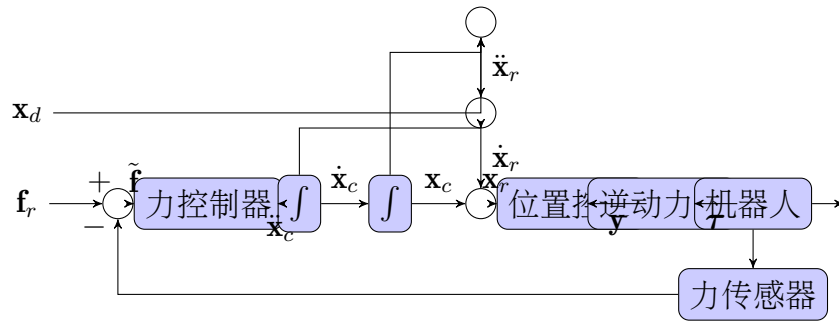 ẍ_r
x_d
ẋ_r
f_r
+
−
f̃
力控制器
ẍ_c
∫
ẋ_c
∫
x_c
x_r
位置控
y
逆动力
τ
机器人
力传感器